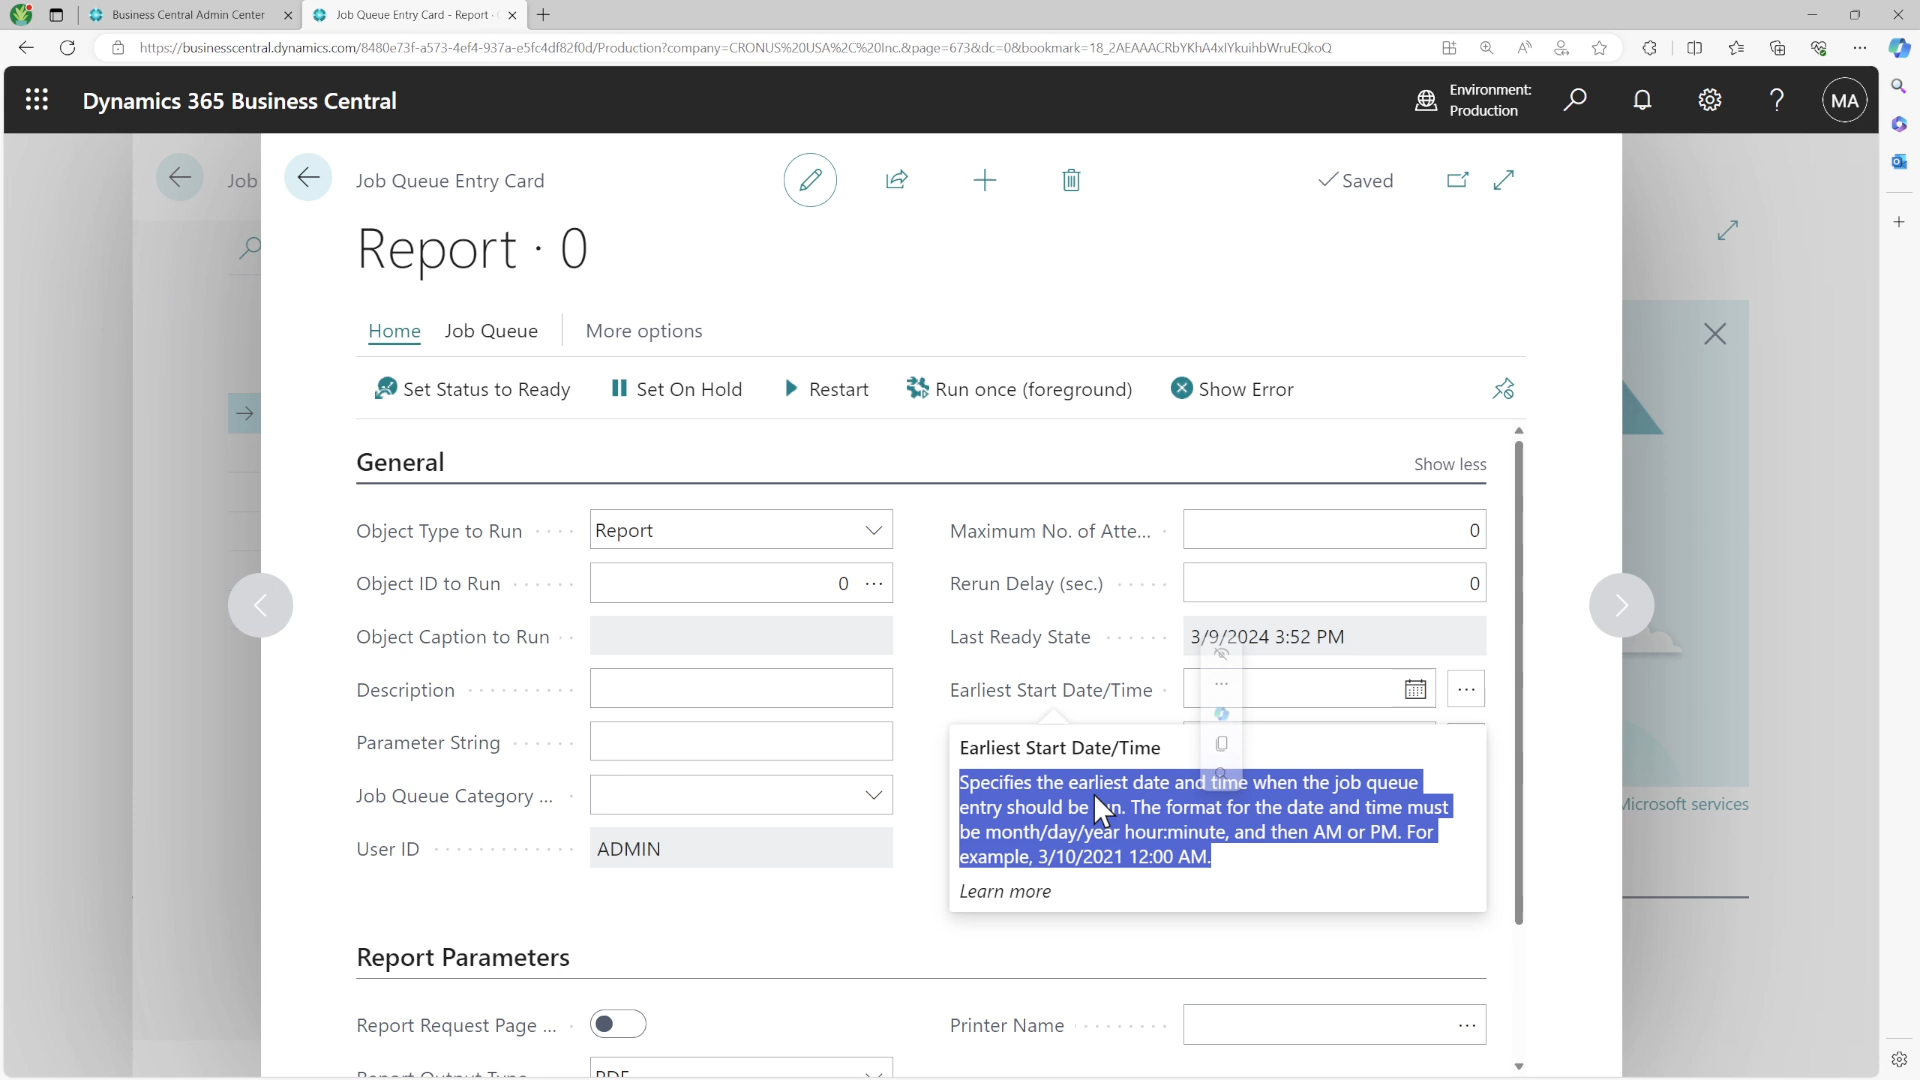 Business Central Admin Center
Job Queue Entry Card - Report ·
https://businesscentral.dynamics.com/8480e73f-a573-4ef4-937a-e5fc4df82f0d/Production?company=CRONUS%20USA%2C%20Inc.&page=673&dc=0&bookmark=18_2AEAAACRbYKhA4xIYkuihbWruEQkoQ
Dynamics 365 Business Central
Environment:
Production
MA
Job
Job Queue Entry Card
Saved
Report · 0
Home
Job Queue
More options
Set Status to Ready
Set On Hold
Restart
Run once (foreground)
Show Error
General
Show less
Object Type to Run
Report
Maximum No. of Atte...
0
Object ID to Run
0
Rerun Delay (sec.)
0
Object Caption to Run
Last Ready State
3/9/2024 3:52 PM
Description
Earliest Start Date/Time
Parameter String
Job Queue Category ...
User ID
ADMIN
Earliest Start Date/Time
Specifies the earliest date and time when the job queue
entry should be run. The format for the date and time must
be month/day/year hour:minute, and then AM or PM. For
example, 3/10/2021 12:00 AM.
Learn more
Microsoft services
Report Parameters
Report Request Page ...
Printer Name
Report Output Type
PDF